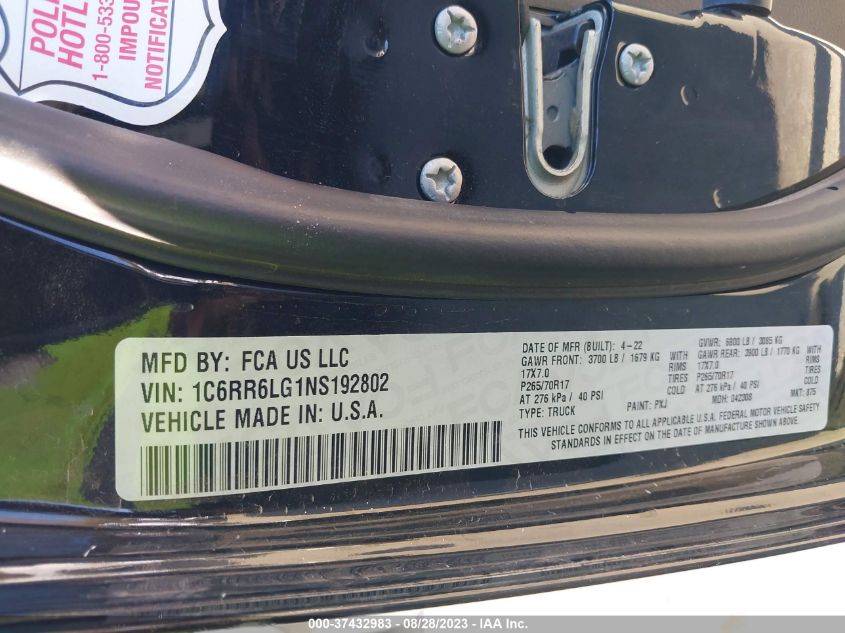 POLI
HOTL
1-800-533
IMPOU
NOTIFICAT
MFD BY: FCA US LLC
VIN: 1C6RR6LG1NS192802
VEHICLE MADE IN: U.S.A.
DATE OF MFR (BUILT): 4-22 GVWR: 6800 LB / 3085 KG
GAWR FRONT: 3700 LB / 1679 KG WITH GAWR REAR: 3900 LB / 1770 KG WITH
17X7.0 RIMS 17X7.0 RIMS
P265/70R17 TIRES P265/70R17 TIRES
AT 276 kPa / 40 PSI COLD AT 276 kPa / 40 PSI COLD
TYPE: TRUCK PAINT: PXJ MDH: 042308 MKT: 875
THIS VEHICLE CONFORMS TO ALL APPLICABLE U.S.A. FEDERAL MOTOR VEHICLE SAFETY
STANDARDS IN EFFECT ON THE DATE OF MANUFACTURE SHOWN ABOVE.
000-37432983 - 08/28/2023 - IAAI.com